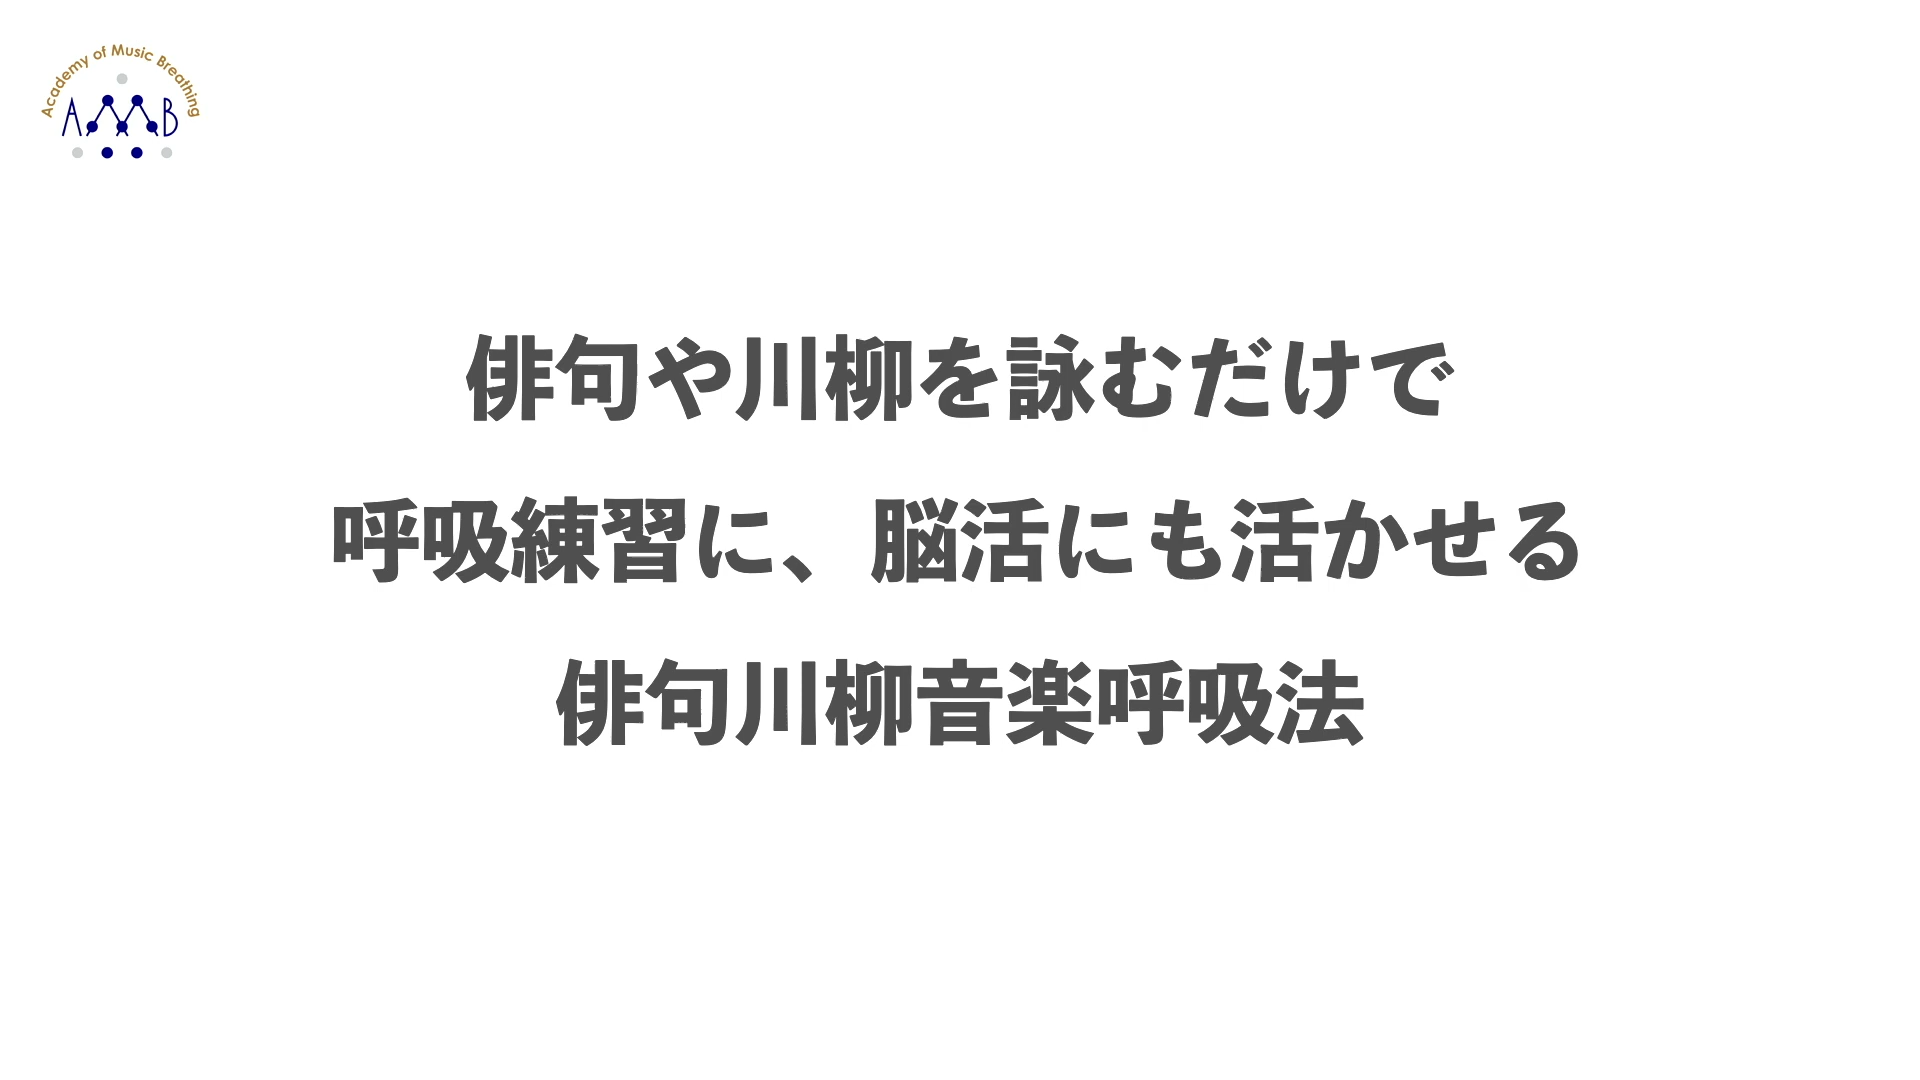 Academy of Music Breathing
AMB
俳句や川柳を詠むだけで
呼吸練習に、脳活にも活かせる
俳句川柳音楽呼吸法